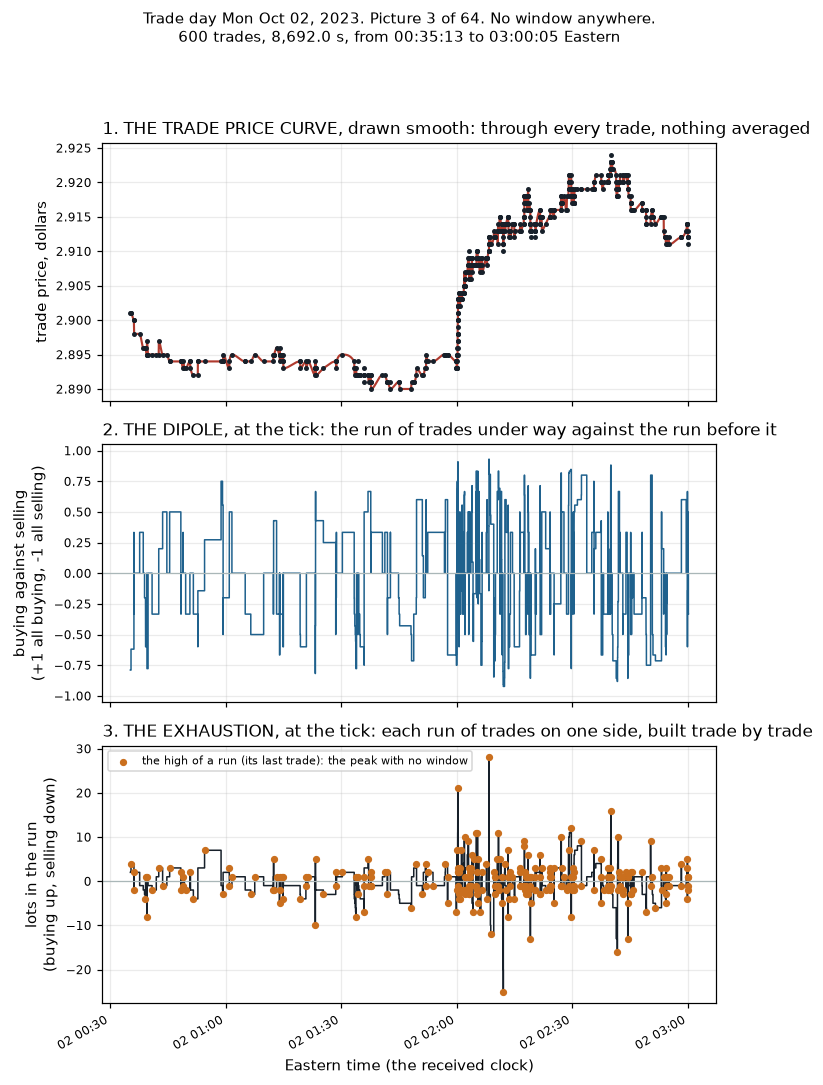 Trade day Mon Oct 02, 2023. Picture 3 of 64. No window anywhere.
600 trades, 8,692.0 s, from 00:35:13 to 03:00:05 Eastern
1. THE TRADE PRICE CURVE, drawn smooth: through every trade, nothing averaged
trade price, dollars
2.925
2.920
2.915
2.910
2.905
2.900
2.895
2.890
2. THE DIPOLE, at the tick: the run of trades under way against the run before it
buying against selling
(+1 all buying, -1 all selling)
1.00
0.75
0.50
0.25
0.00
−0.25
−0.50
−0.75
−1.00
3. THE EXHAUSTION, at the tick: each run of trades on one side, built trade by trade
the high of a run (its last trade): the peak with no window
lots in the run
(buying up, selling down)
30
20
10
0
−10
−20
02 00:30
02 01:00
02 01:30
02 02:00
02 02:30
02 03:00
Eastern time (the received clock)